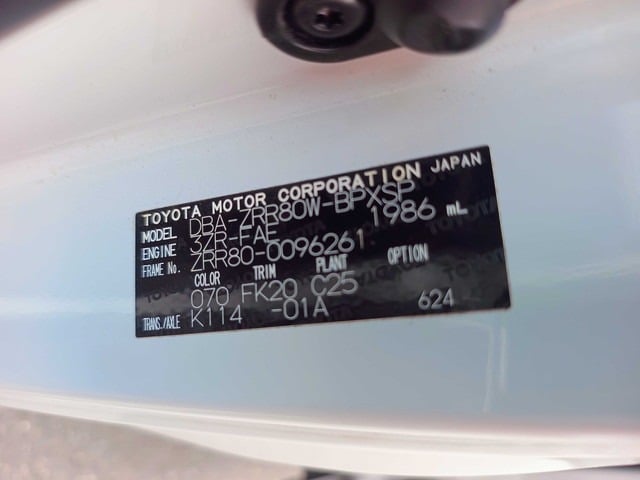 TOYOTA MOTOR CORPORATION JAPAN
MODEL DBA-ZRR80W-BPXSP
ENGINE 3ZR-FAE 1986 mL
FRAME No. ZRR80-0096261
COLOR TRIM PLANT OPTION
070 FK20 C25
TRANS./AXLE K114 -01A 624